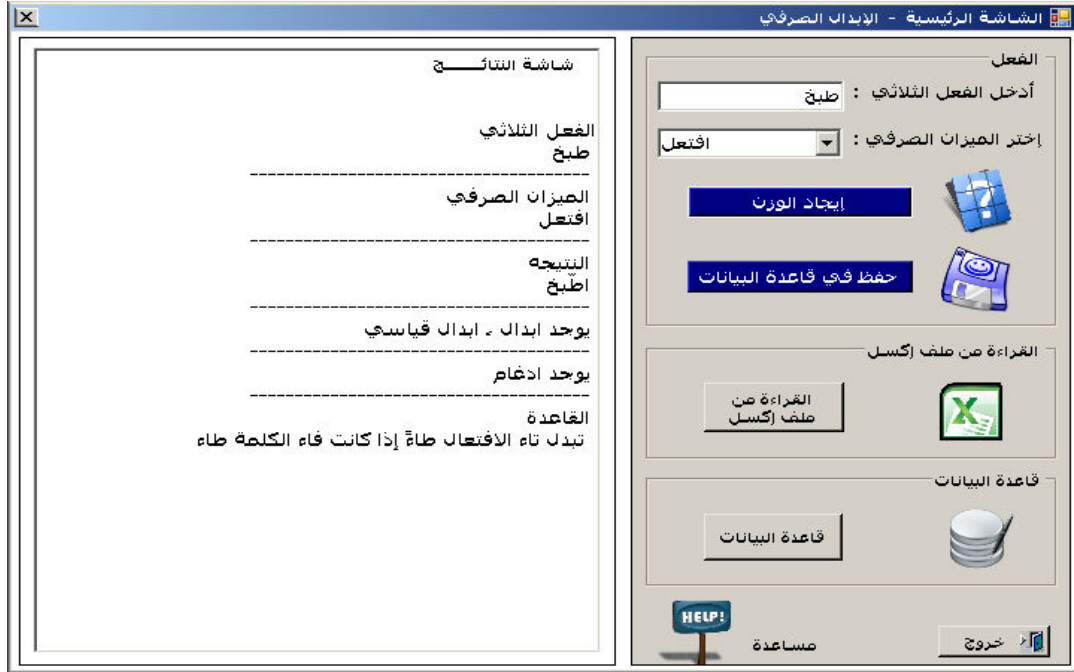 الشاشة الرئيسية - الإبدال الصرفي
الفعل
أدخل الفعل الثلاثي : طبخ
إختر الميزان الصرفي : افتعل
إيجاد الوزن
حفظ في قاعدة البيانات
القراءة من ملف إكسل
القراءة من
ملف إكسل
قاعدة البيانات
قاعدة البيانات
HELP!
مساعدة
خروج
شاشة النتائـــــج
الفعل الثلاثي
طبخ
--------------------------------------
الميزان الصرفي
افتعل
--------------------------------------
النتيجه
اطّبخ
--------------------------------------
يوجد ابدال ـ ابدال قياسي
--------------------------------------
يوجد ادغام
--------------------------------------
القاعدة
تبدل تاء الافتعال طاءً إذا كانت فاء الكلمة طاء